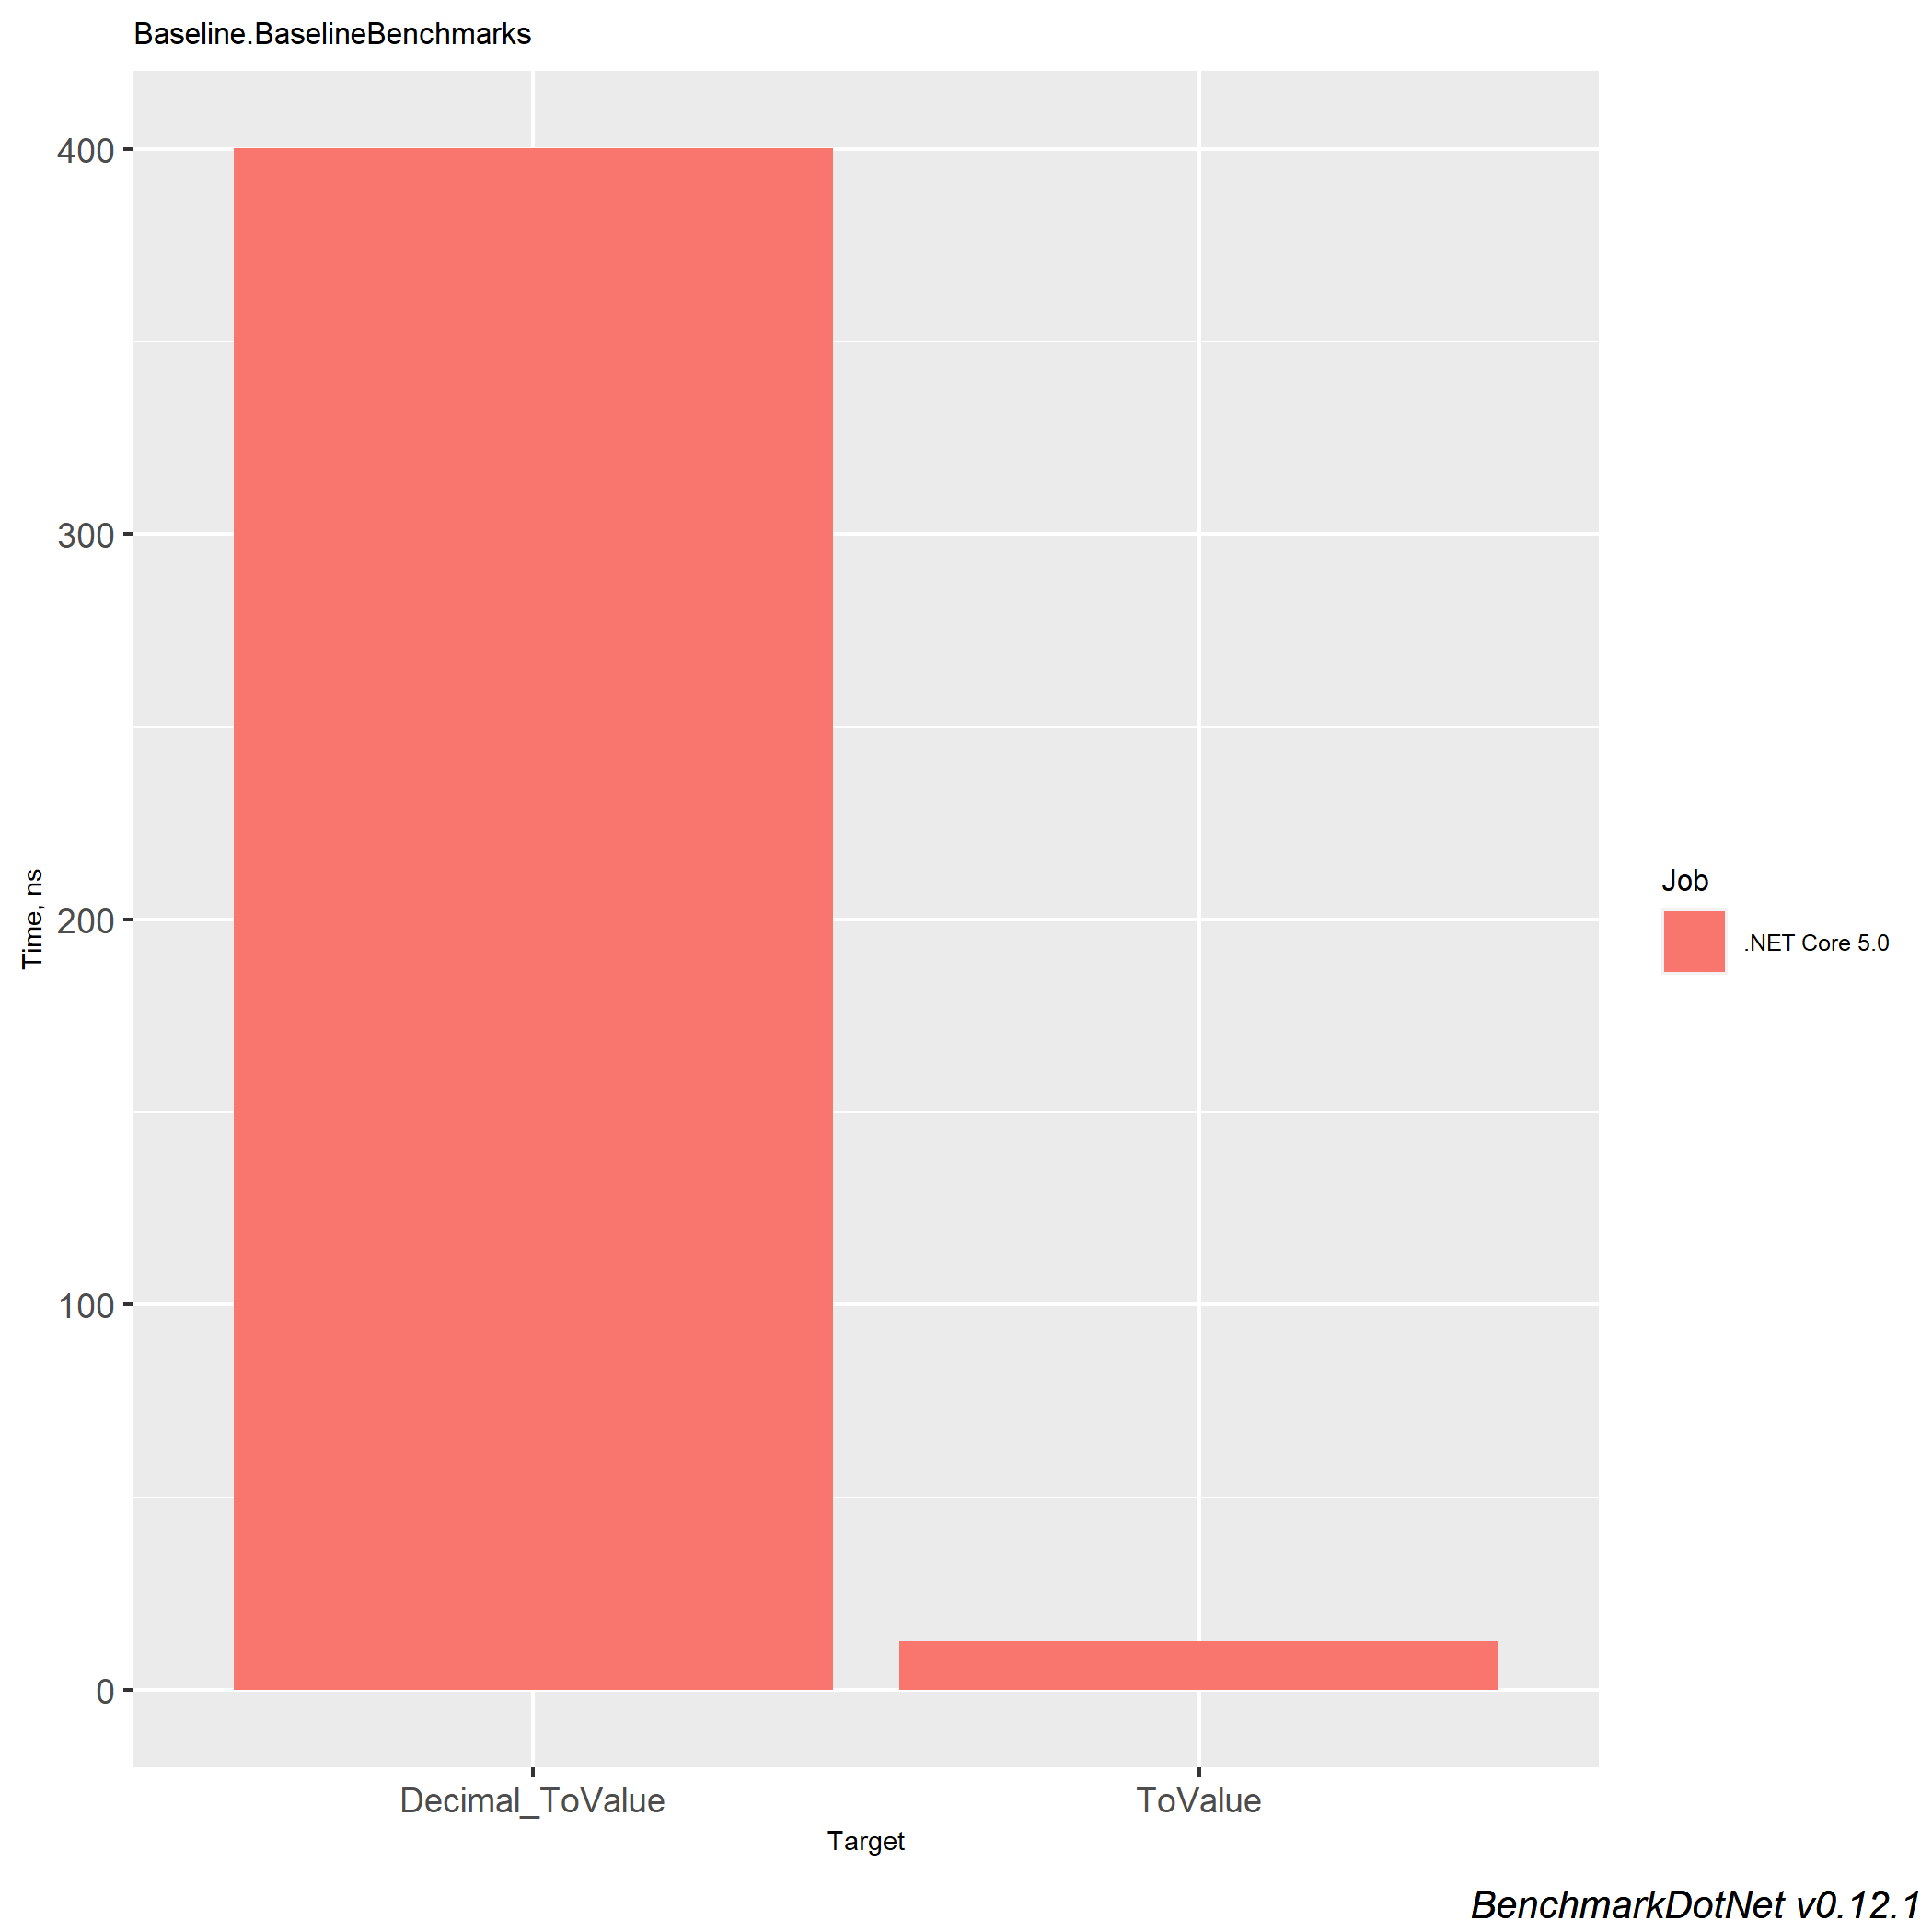 Baseline.BaselineBenchmarks
400
300
200
100
0
Time, ns
Decimal_ToValue
ToValue
Target
Job
.NET Core 5.0
BenchmarkDotNet v0.12.1